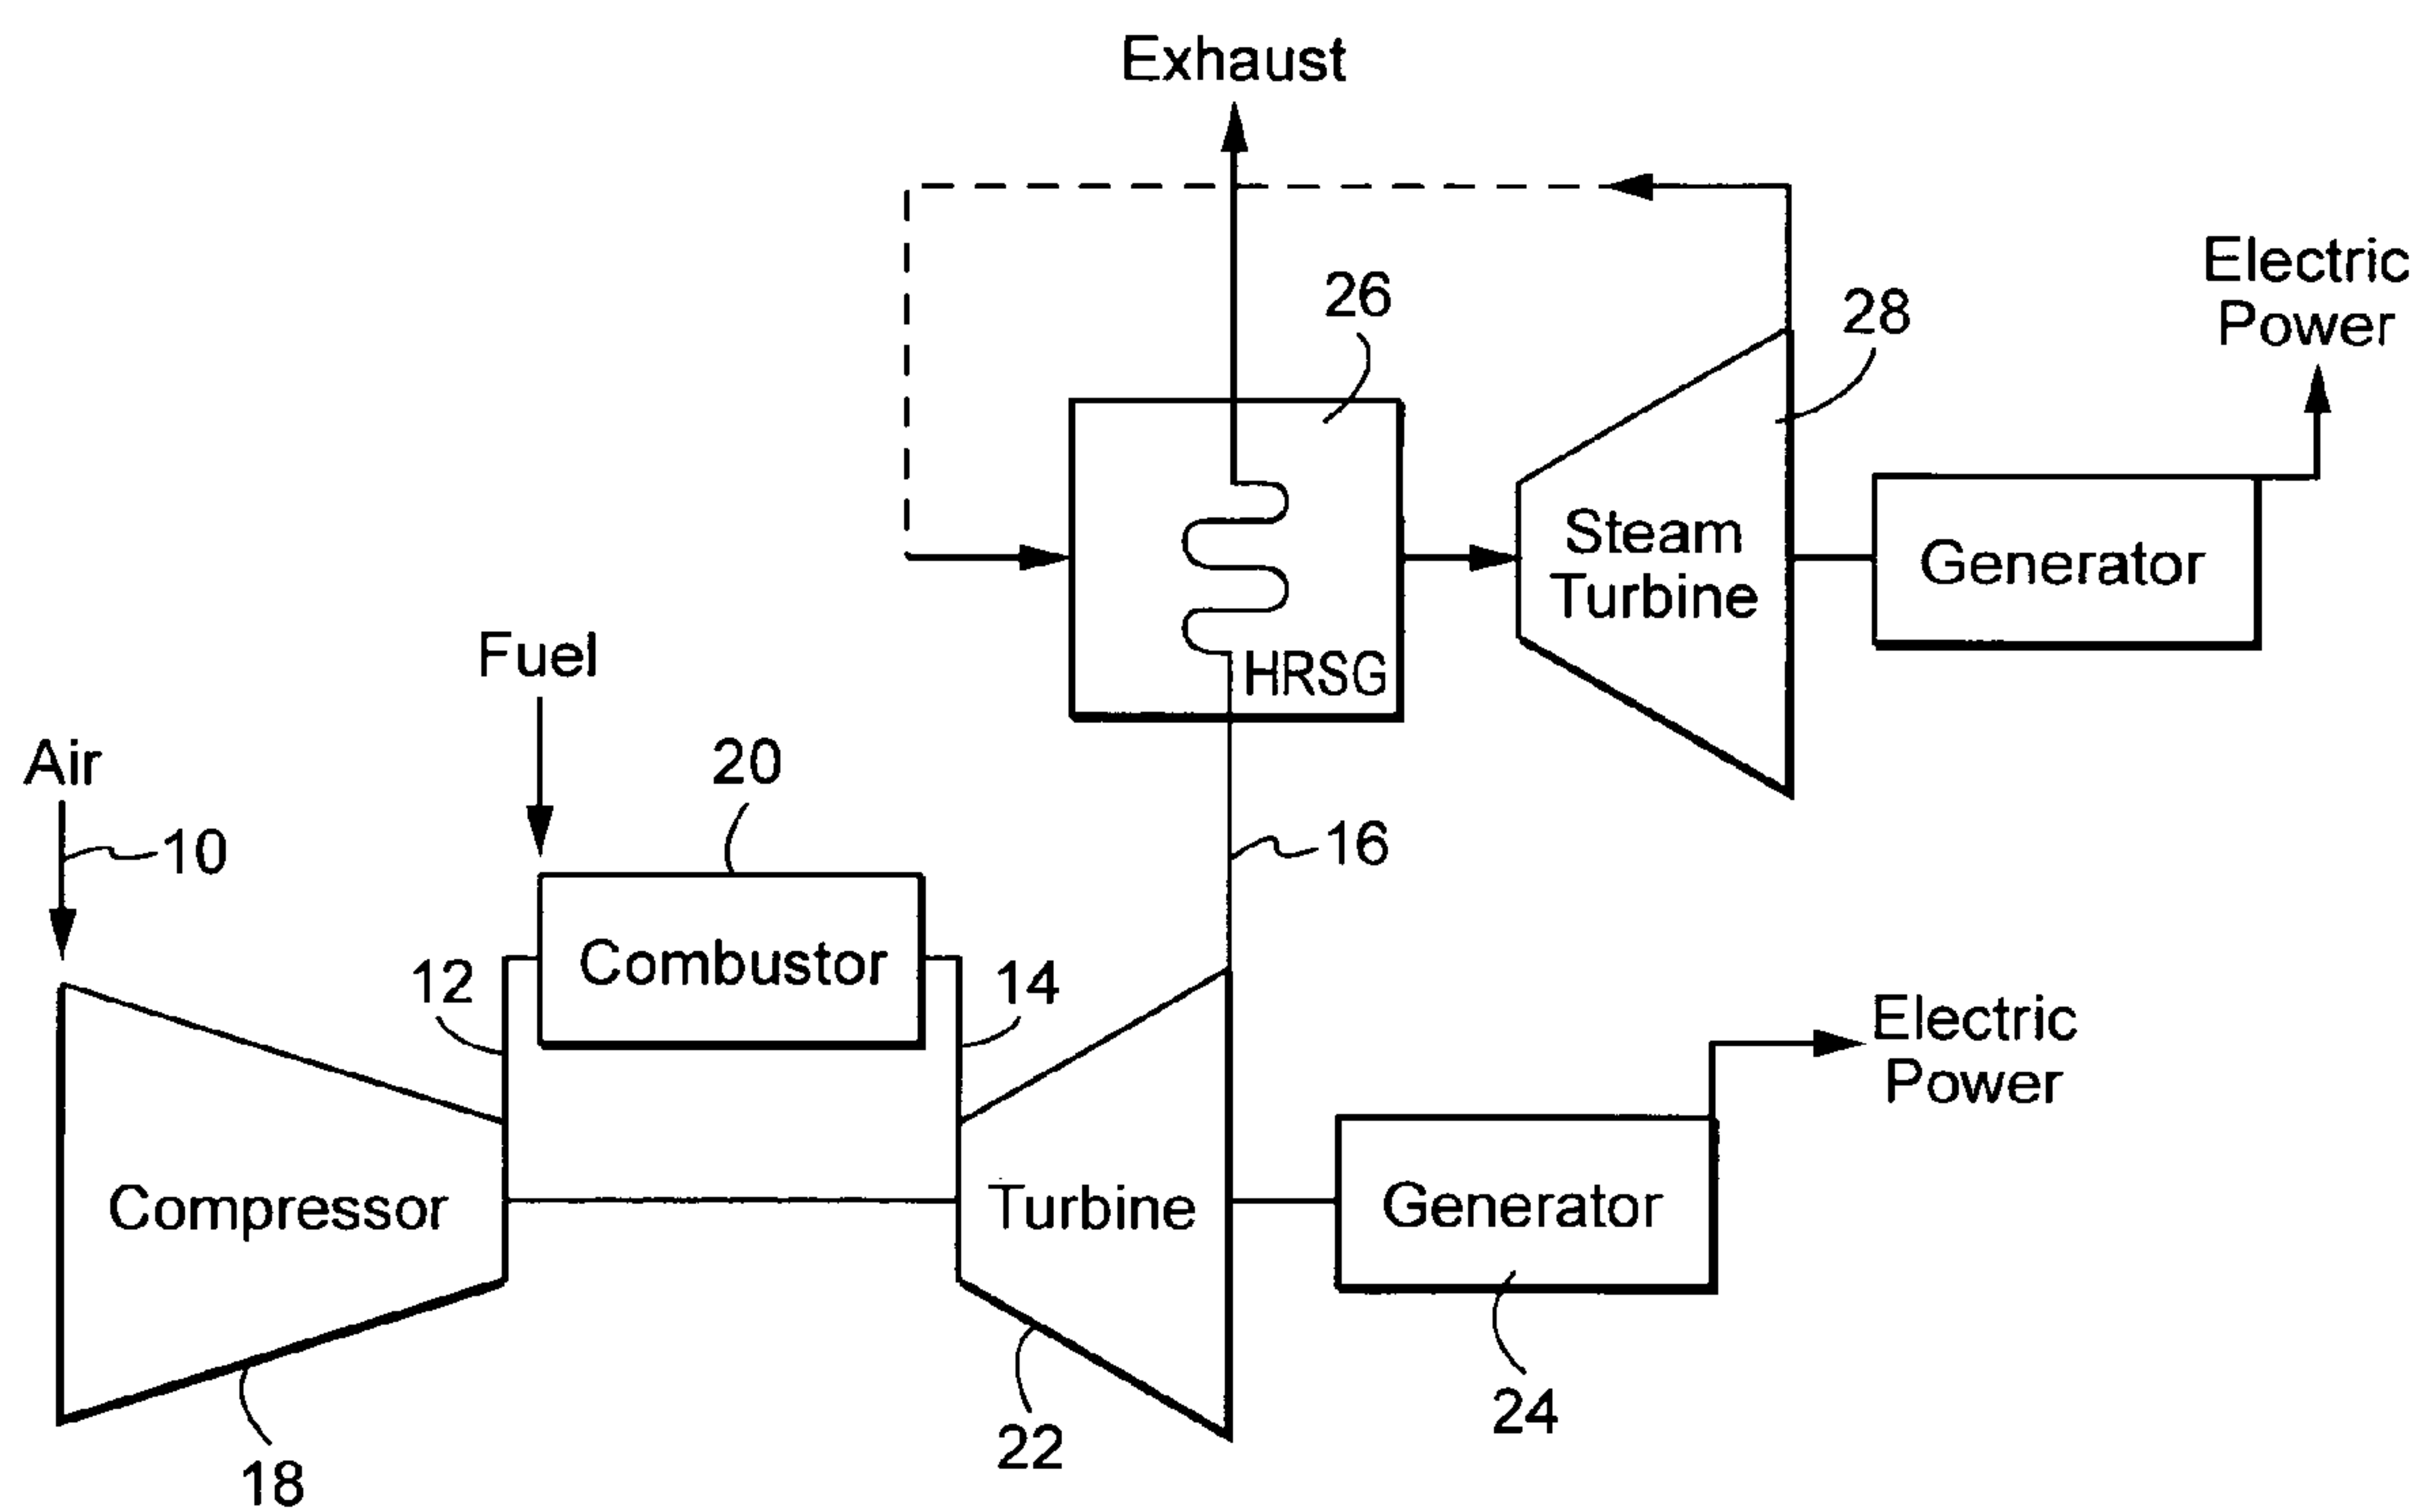 Exhaust
Electric
Power
26
28
Steam
Turbine
Generator
HRSG
Fuel
Air
20
10
16
12
Combustor
14
Electric
Power
Compressor
Turbine
Generator
22
24
18